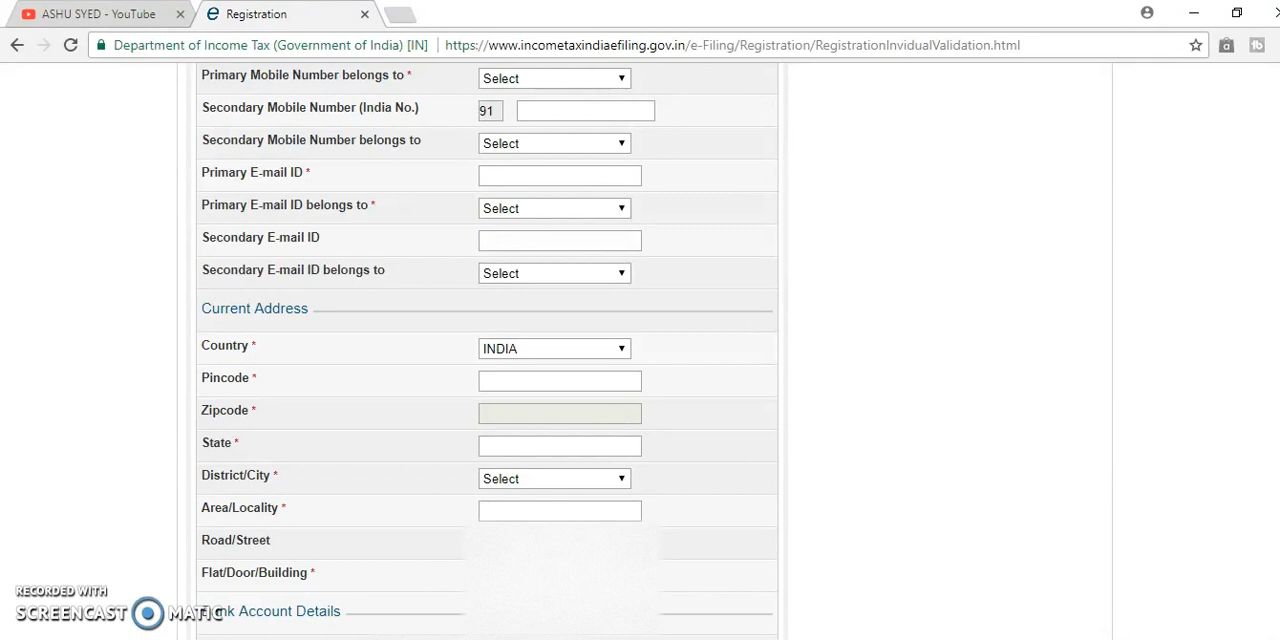 ASHU SYED - YouTube
Registration
Department of Income Tax (Government of India) [IN] https://www.incometaxindiaefiling.gov.in/e-Filing/Registration/RegistrationInvidualValidation.html
Primary Mobile Number belongs to * Select
Secondary Mobile Number (India No.) 91
Secondary Mobile Number belongs to Select
Primary E-mail ID *
Primary E-mail ID belongs to * Select
Secondary E-mail ID
Secondary E-mail ID belongs to Select
Current Address
Country * INDIA
Pincode *
Zipcode *
State *
District/City * Select
Area/Locality *
Road/Street
Flat/Door/Building *
Account Details
RECORDED WITH
SCREENCAST MATIC